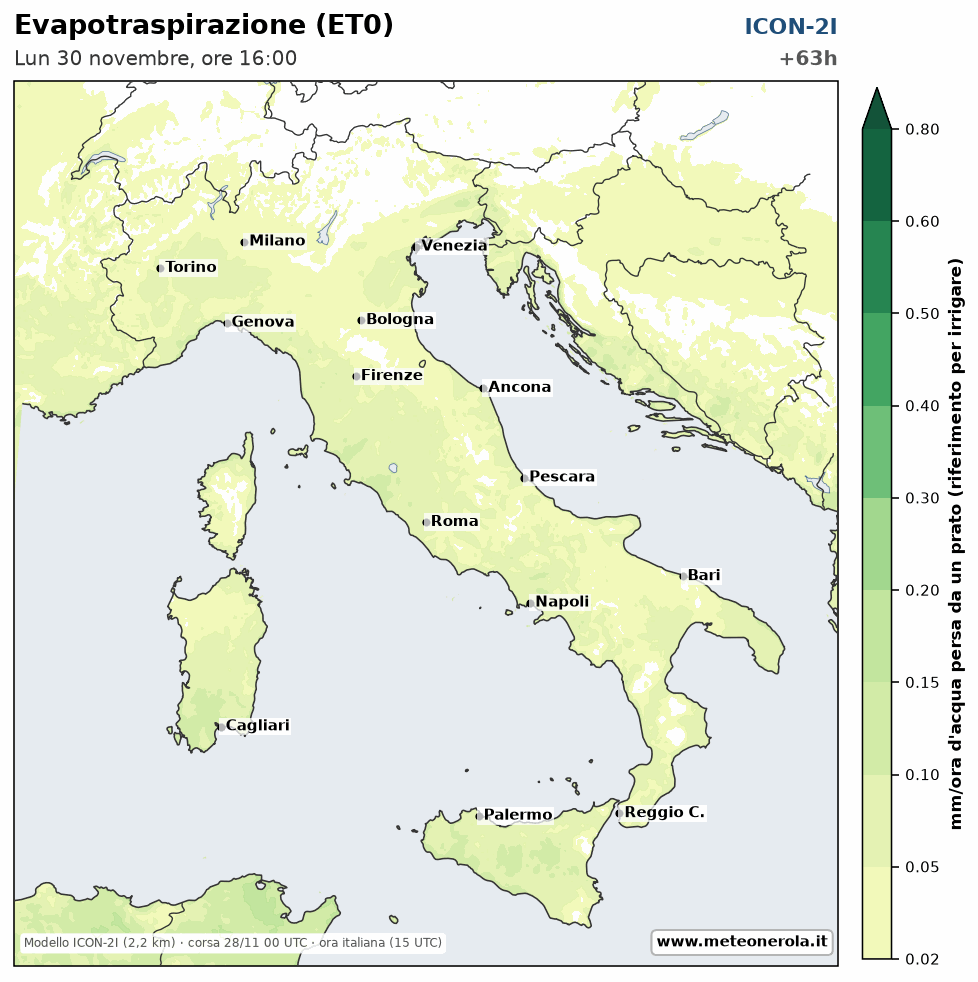 Evapotraspirazione (ET0)
ICON-2I
Lun 30 novembre, ore 16:00
+63h
0.80
0.60
0.50
0.40
0.30
0.20
0.15
0.10
0.05
0.02
mm/ora d'acqua persa da un prato (riferimento per irrigare)
Milano
Venezia
Torino
Genova
Bologna
Firenze
Ancona
Pescara
Roma
Bari
Napoli
Cagliari
Palermo
Reggio C.
Modello ICON-2I (2,2 km) · corsa 28/11 00 UTC · ora italiana (15 UTC)
www.meteonerola.it